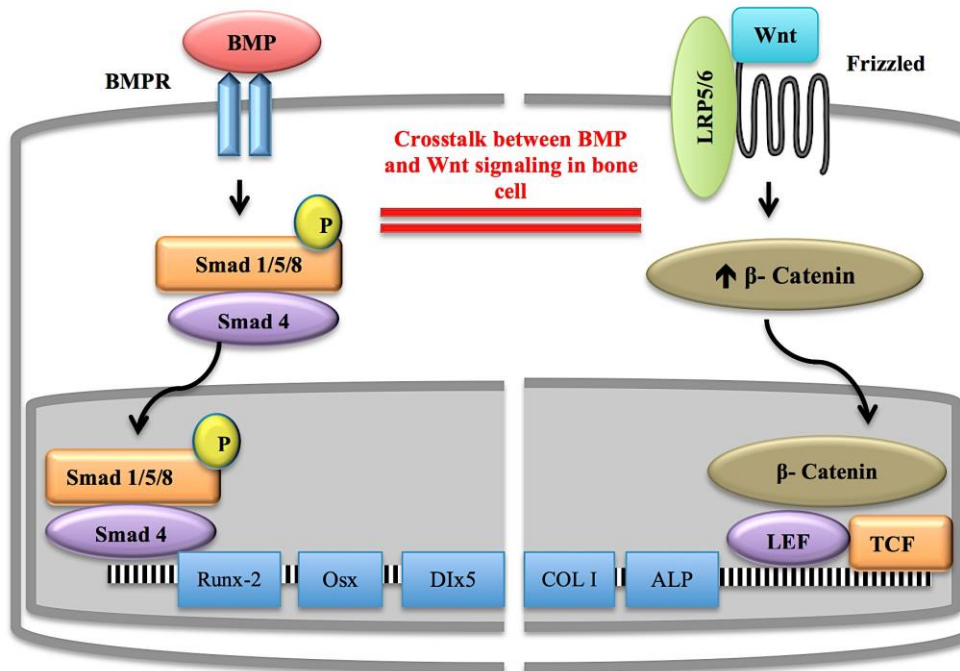 BMP
BMPR
Wnt
Frizzled
LRP5/6
Crosstalk between BMP
and Wnt signaling in bone
cell
P
Smad 1/5/8
Smad 4
🠉 β- Catenin
P
Smad 1/5/8
Smad 4
β- Catenin
LEF
TCF
Runx-2
Osx
DIx5
COL I
ALP